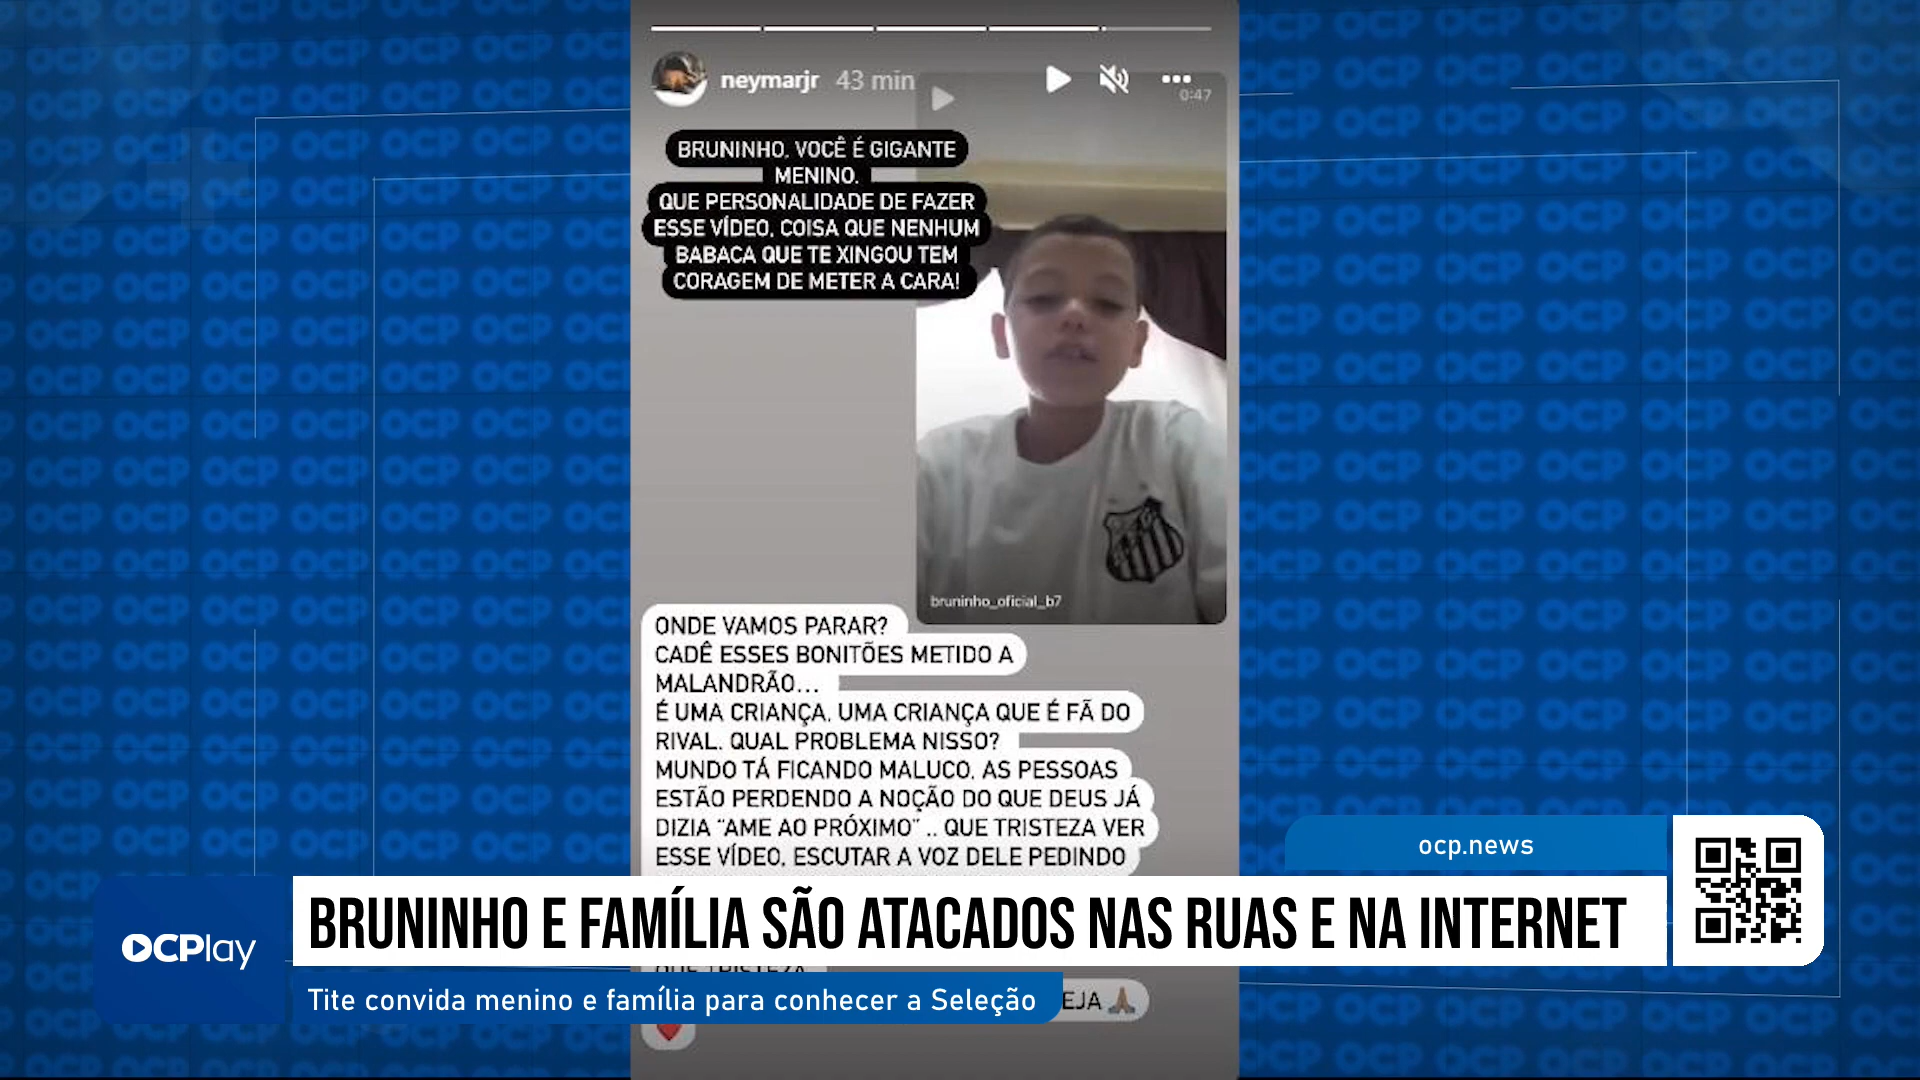 neymarjr 43 min
0:47
BRUNINHO, VOCÊ É GIGANTE
MENINO.
QUE PERSONALIDADE DE FAZER
ESSE VÍDEO. COISA QUE NENHUM
BABACA QUE TE XINGOU TEM
CORAGEM DE METER A CARA!
bruninho_oficial_b7
ONDE VAMOS PARAR?
CADÊ ESSES BONITÕES METIDO A
MALANDRÃO...
É UMA CRIANÇA, UMA CRIANÇA QUE É FÃ DO
RIVAL. QUAL PROBLEMA NISSO?
MUNDO TÁ FICANDO MALUCO, AS PESSOAS
ESTÃO PERDENDO A NOÇÃO DO QUE DEUS JÁ
DIZIA “AME AO PRÓXIMO” .. QUE TRISTEZA VER
ESSE VÍDEO, ESCUTAR A VOZ DELE PEDINDO
ocp.news
OCPlay
BRUNINHO E FAMÍLIA SÃO ATACADOS NAS RUAS E NA INTERNET
QUE TRISTEZA
Tite convida menino e família para conhecer a Seleção
EJA 🙏🏽
❤️